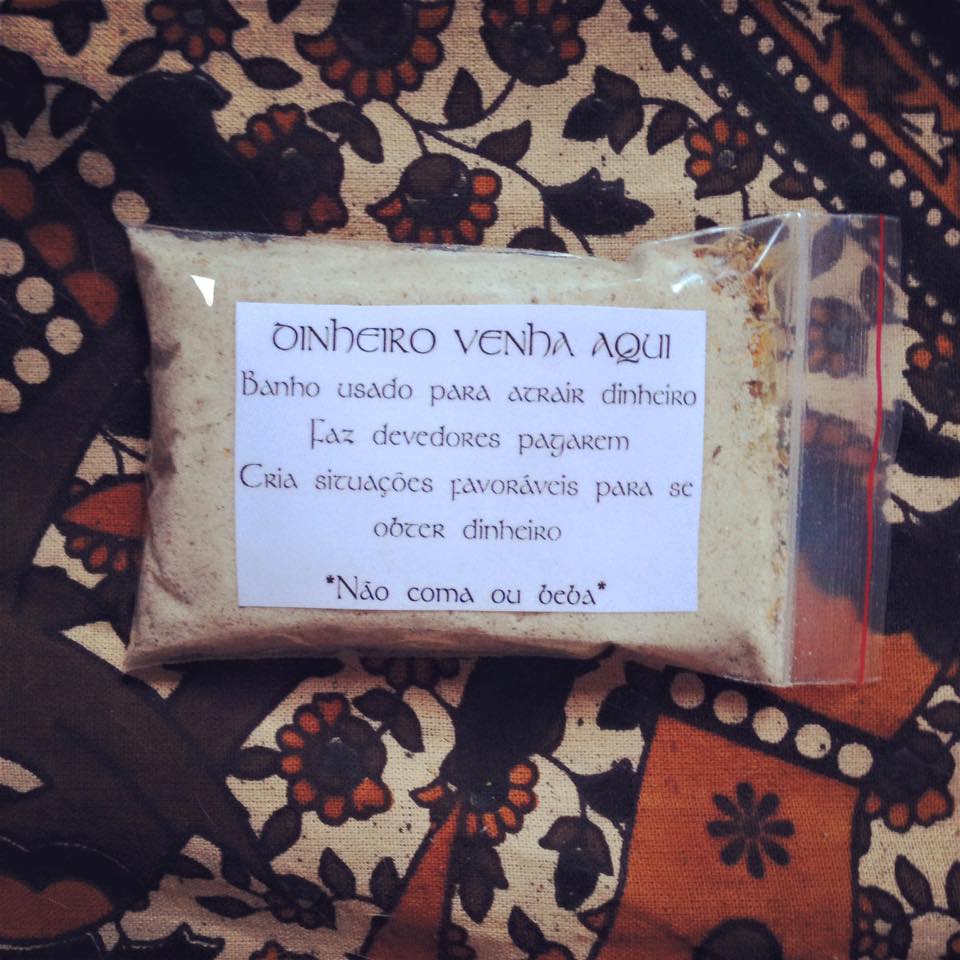 DINHEIRO VENHA AQUI
Banho usado para atrair dinheiro
Faz devedores pagarem
Cria situações favoráveis para se
obter dinheiro
*Não coma ou beba*